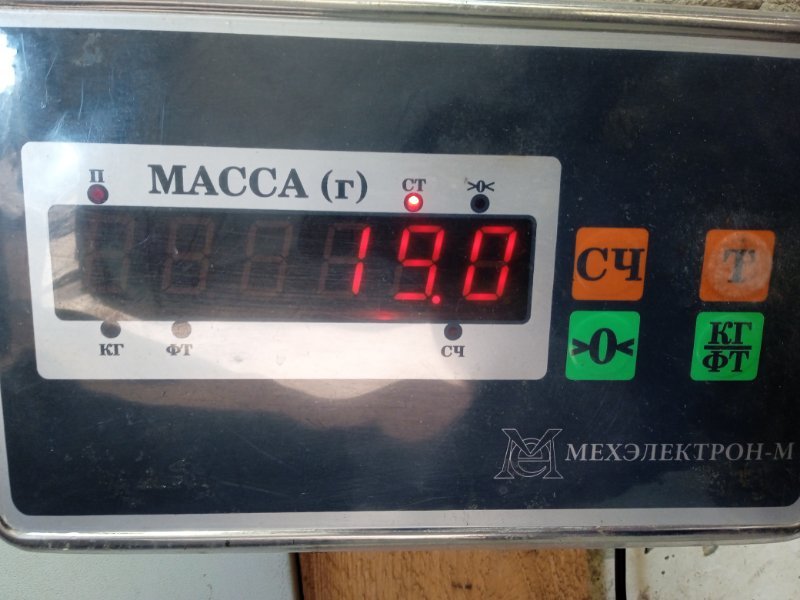 П МАССА (г) СТ >0<
19.0
КГ ФТ СЧ
СЧ Т
>0< КГ
ФТ
МЕХЭЛЕКТРОН-М